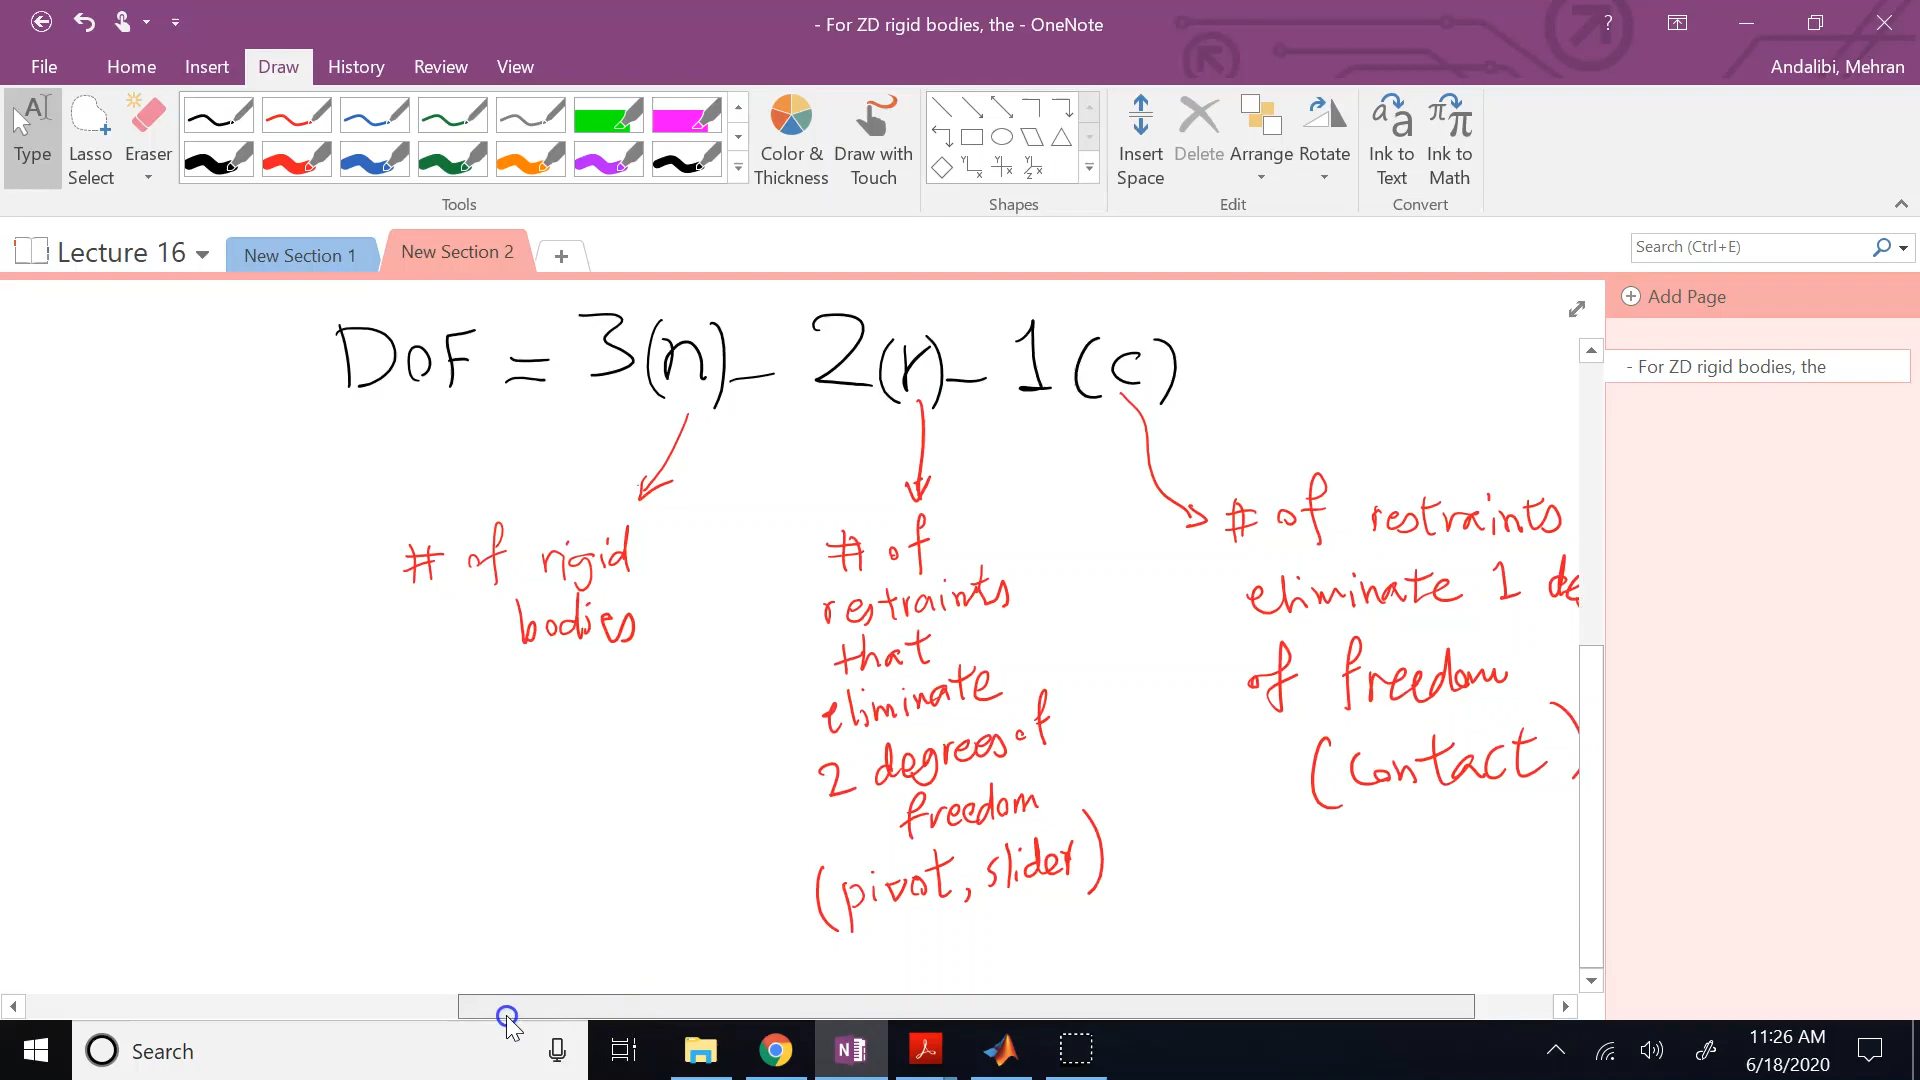 - For ZD rigid bodies, the - OneNote
?
File Home Insert Draw History Review View
Andalibi, Mehran
Type
Lasso Select
Eraser
Color & Thickness
Draw with Touch
Insert Space
Delete
Arrange
Rotate
Ink to Text
Ink to Math
Tools
Shapes
Edit
Convert
Lecture 16
New Section 1
New Section 2
Search (Ctrl+E)
Add Page
- For ZD rigid bodies, the
DoF = 3(n) - 2(r) - 1(c)
# of rigid
bodies
# of
restraints
that
eliminate
2 degrees of
freedom
(pivot, slider)
# of restraints
eliminate 1 de
of freedom
(contact)
Search
11:26 AM
6/18/2020